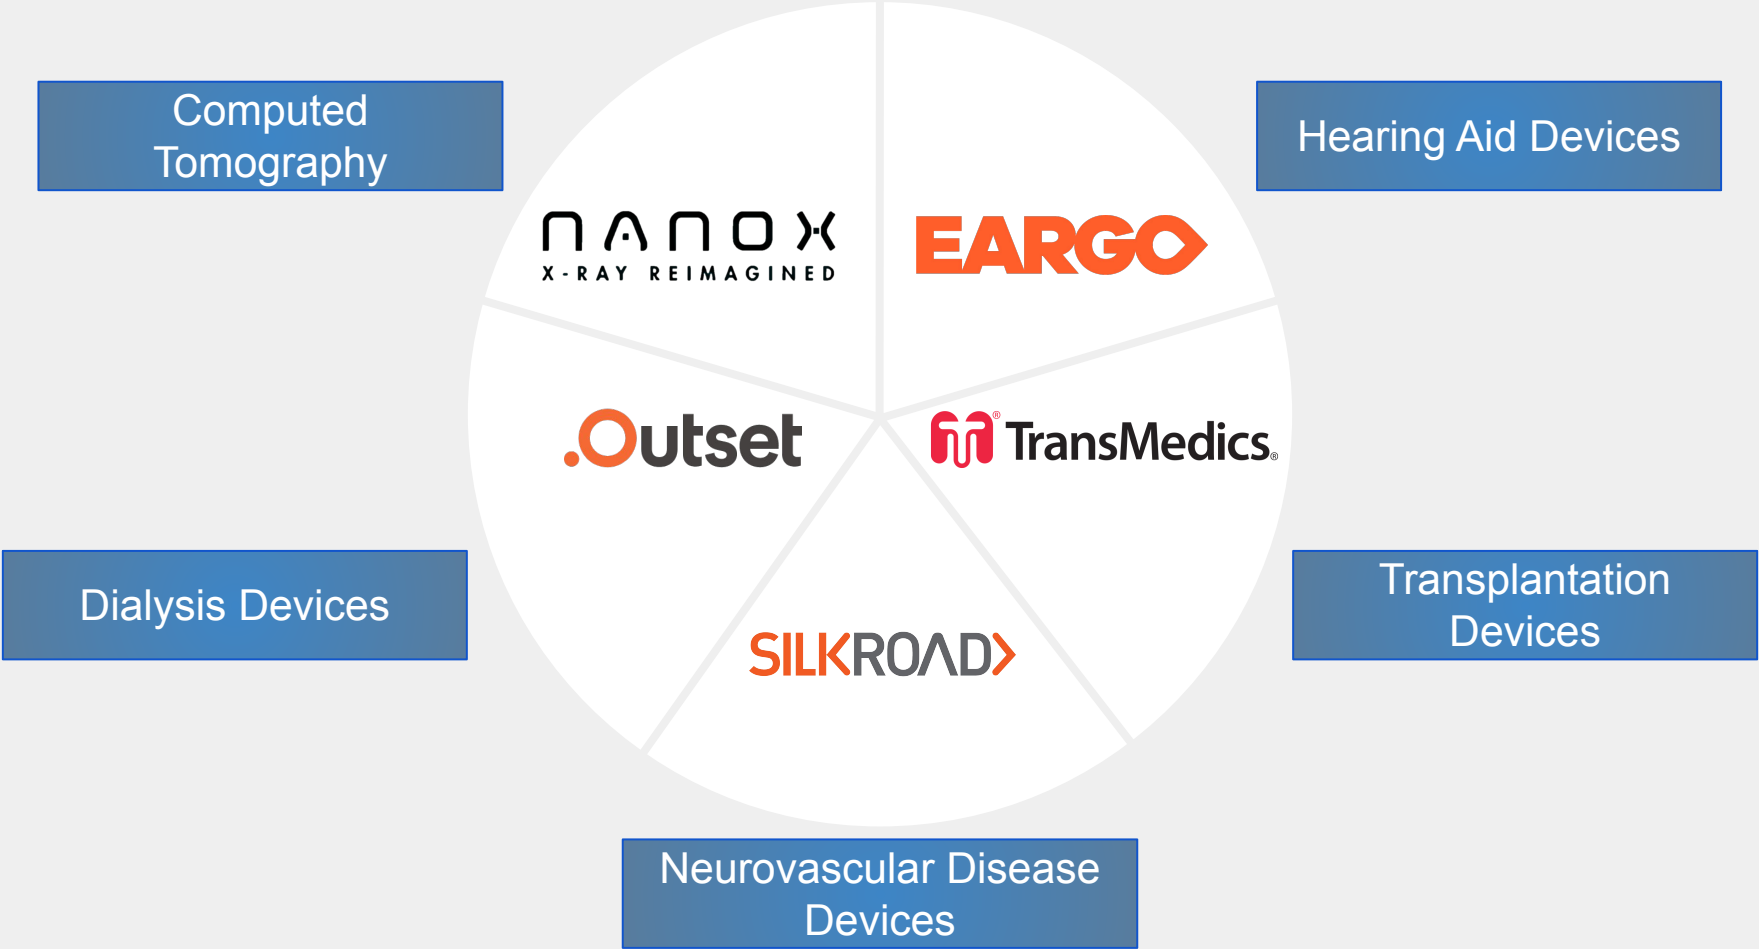 Computed
Tomography
Hearing Aid Devices
NANOX
X-RAY REIMAGINED
EARGO
.Outset
TransMedics®
Dialysis Devices
Transplantation
Devices
SILKROAD
Neurovascular Disease
Devices